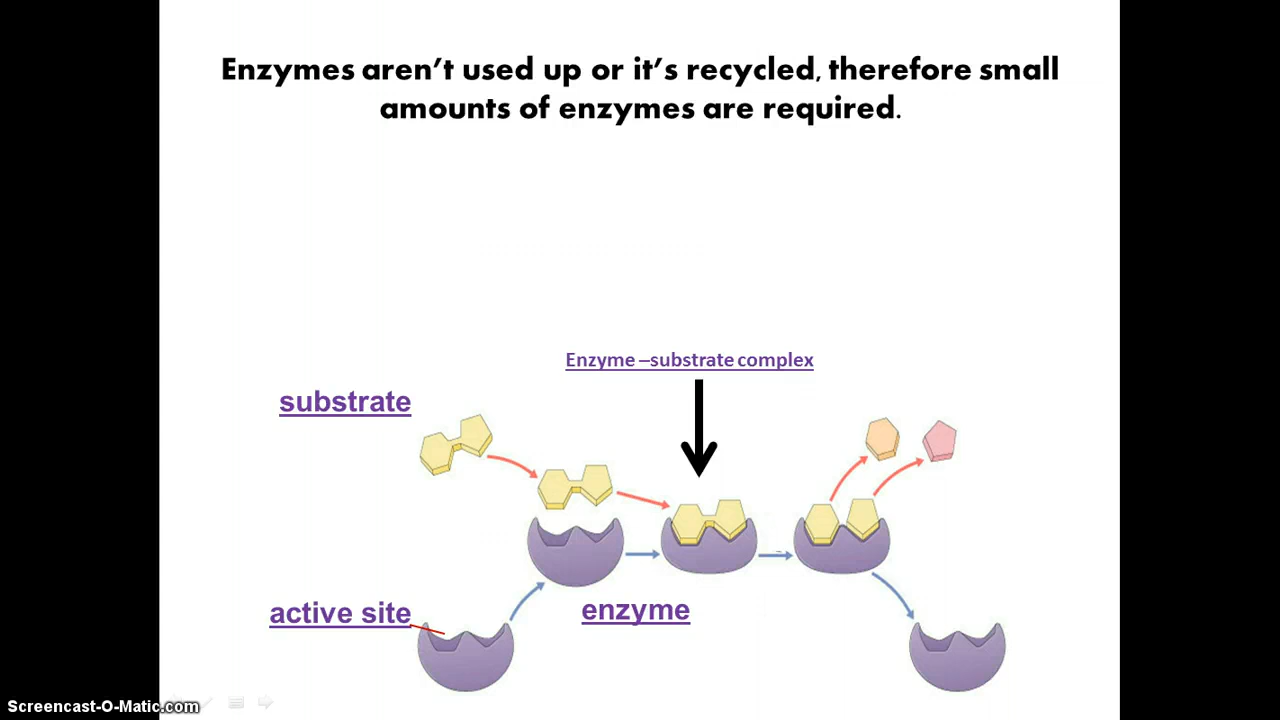 Enzymes aren’t used up or it’s recycled, therefore small
amounts of enzymes are required.
Enzyme –substrate complex
substrate
active site
enzyme
Screencast-O-Matic.com